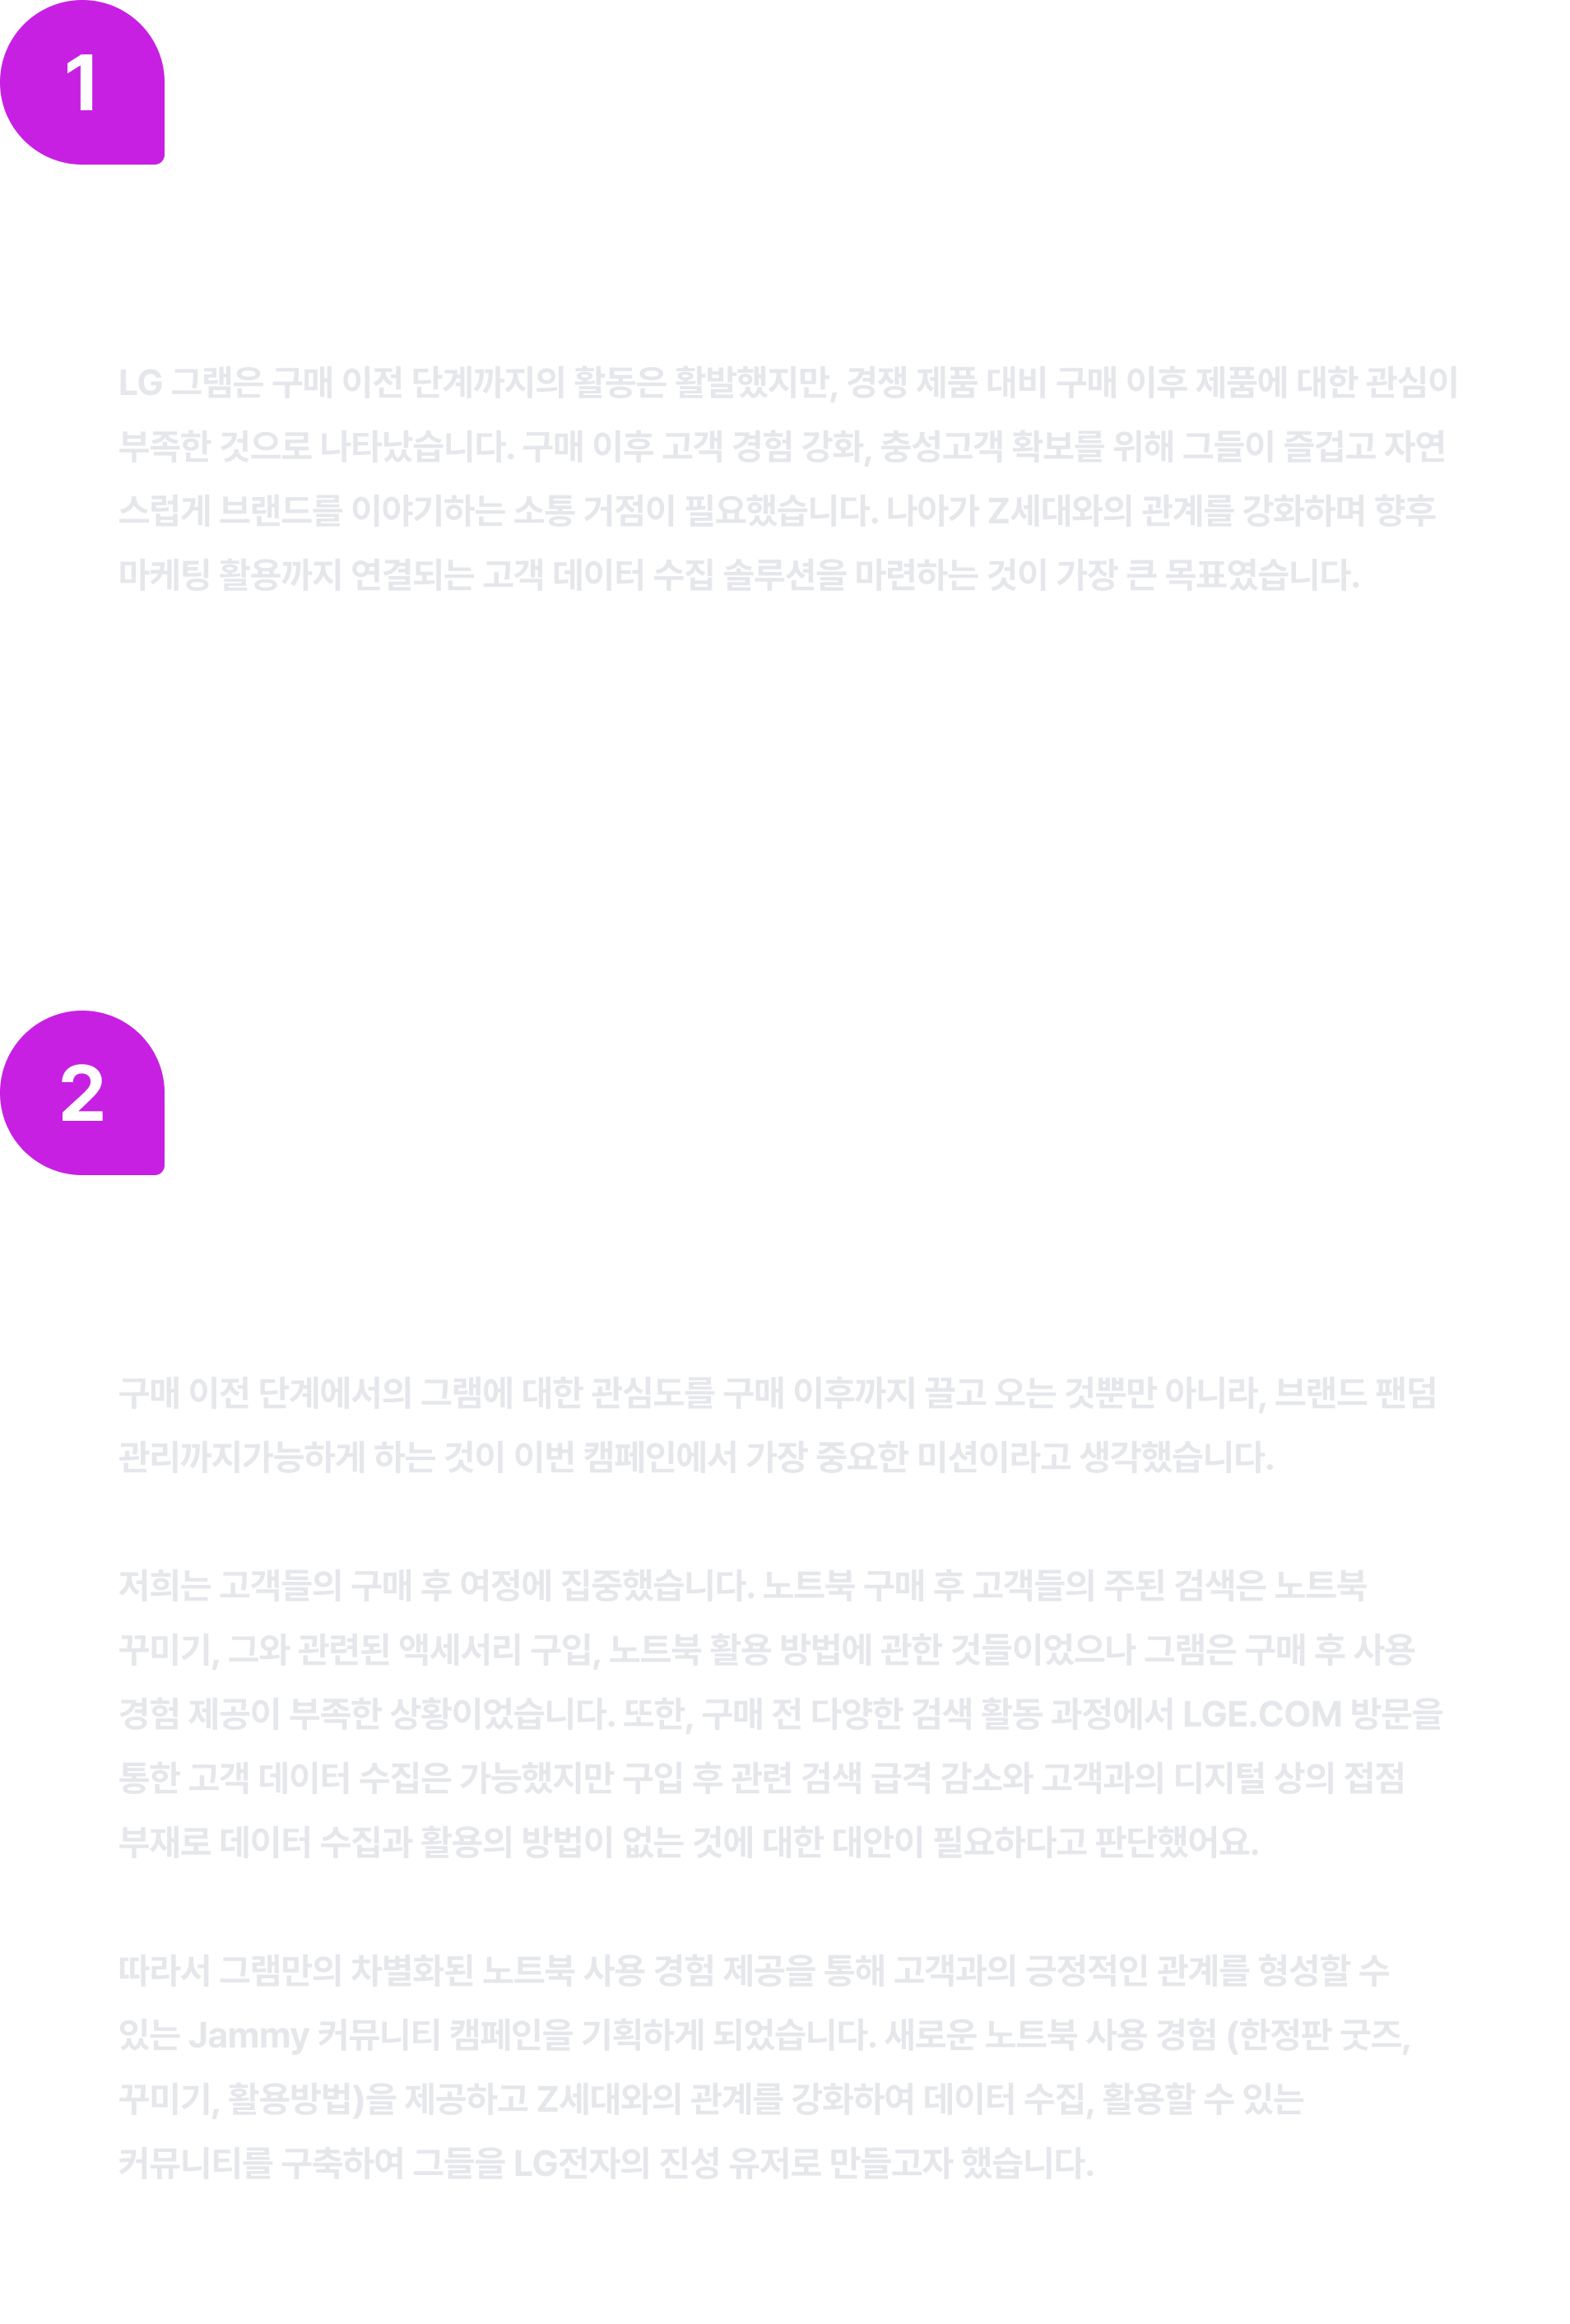 1
LG 그램은 구매 이전 단계까지의 활동은 활발했지만, 경쟁 제품 대비 구매 이후 제품에 대한 관심이
부족한 것으로 나타났습니다. 구매 이후 고객 경험 강화, 충성고객 확보를 위해 그들이 즐겁고 자연
스럽게 브랜드를 이야기하는 소통 거점이 필요했습니다. 나아가 Z세대와의 관계를 강화하며 향후
마케팅 활용까지 연결되는 고객 데이터 수집 솔루션을 마련하는 것이 가장 큰 목표였습니다.
2
구매 이전 단계에서의 그램에 대한 관심도를 구매 이후까지 끌고 오는 것뿐만 아니라, 브랜드 팬덤
관리까지가능하게 하는 것이 이번 캠페인에서 가장 중요한 미션이라고 생각했습니다.
저희는 고객들의 구매 후 여정에 집중했습니다. 노트북 구매 후 고객들의 주된 검색은 노트북
꾸미기, 그와 관련된 액세서리 구입, 노트북 활용 방법에 관한 것들이었으나 그램은 구매 후 사용
경험 제공이 부족한 상황이었습니다. 또한, 구매 전 다양한 검색 활동 과정에서 LGE.COM 방문을
통한 고객 데이터 수집은 가능했지만 구입 후 관련 검색 급격 감소와 고객과의 디지털 상의 접점
부재로 데이터 수집과 활용의 방법이 없는 것에 대한 대안이 필요하다고 판단했어요.
따라서 그램만의 차별화된 노트북 사용 경험 제공을 통해 고객과의 긍정적인 관계를 형성할 수
있는 Jammy 커뮤니티 캠페인을 기획하게 되었습니다. 새로운 노트북 사용 경험 (한정판 굿즈,
꾸미기, 활용방법)을 제공하고 Z세대와의 관계를 강화하여 데이터 수집, 활용할 수 있는
커뮤니티를 구축하여 그들을 LG전자의 진성 유저로 만들고자 했습니다.